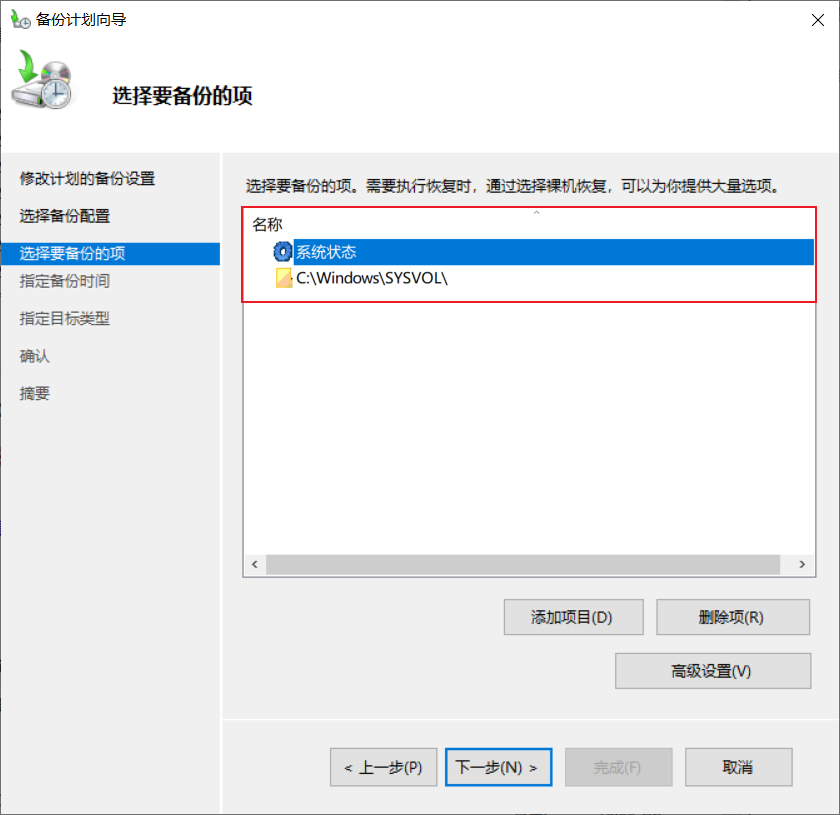 备份计划向导
选择要备份的项
修改计划的备份设置
选择备份配置
选择要备份的项
指定备份时间
指定目标类型
确认
摘要
选择要备份的项。需要执行恢复时，通过选择裸机恢复，可以为你提供大量选项。
名称
系统状态
C:\Windows\SYSVOL\
添加项目(D)
删除项(R)
高级设置(V)
< 上一步(P)
下一步(N) >
完成(F)
取消